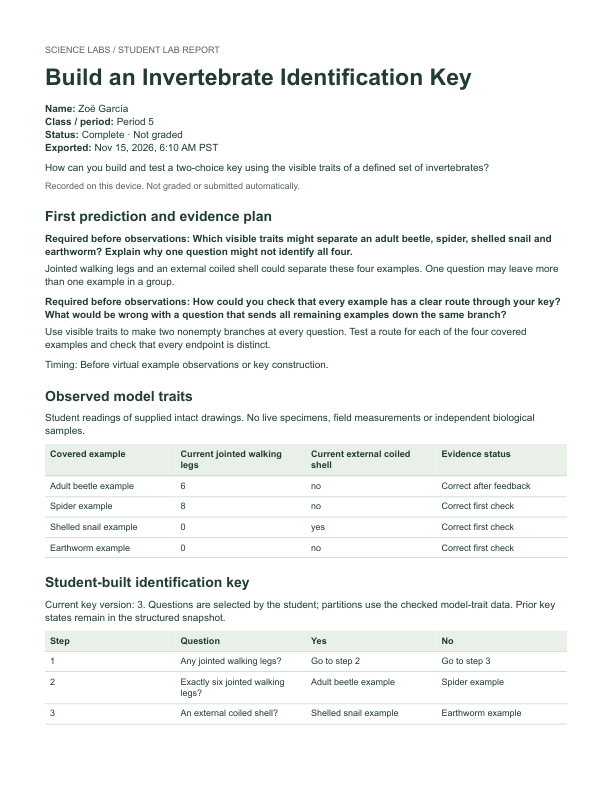 SCIENCE LABS / STUDENT LAB REPORT
Build an Invertebrate Identification Key
Name: Zoë García
Class / period: Period 5
Status: Complete · Not graded
Exported: Nov 15, 2026, 6:10 AM PST
How can you build and test a two-choice key using the visible traits of a defined set of invertebrates?
Recorded on this device. Not graded or submitted automatically.
First prediction and evidence plan
Required before observations: Which visible traits might separate an adult beetle, spider, shelled snail and
earthworm? Explain why one question might not identify all four.
Jointed walking legs and an external coiled shell could separate these four examples. One question may leave more
than one example in a group.
Required before observations: How could you check that every example has a clear route through your key?
What would be wrong with a question that sends all remaining examples down the same branch?
Use visible traits to make two nonempty branches at every question. Test a route for each of the four covered
examples and check that every endpoint is distinct.
Timing: Before virtual example observations or key construction.
Observed model traits
Student readings of supplied intact drawings. No live specimens, field measurements or independent biological
samples.
Covered example Current jointed walking legs Current external coiled shell Evidence status
Adult beetle example 6 no Correct after feedback
Spider example 8 no Correct first check
Shelled snail example 0 yes Correct first check
Earthworm example 0 no Correct first check
Student-built identification key
Current key version: 3. Questions are selected by the student; partitions use the checked model-trait data. Prior key
states remain in the structured snapshot.
Step Question Yes No
1 Any jointed walking legs? Go to step 2 Go to step 3
2 Exactly six jointed walking legs? Adult beetle example Spider example
3 An external coiled shell? Shelled snail example Earthworm example